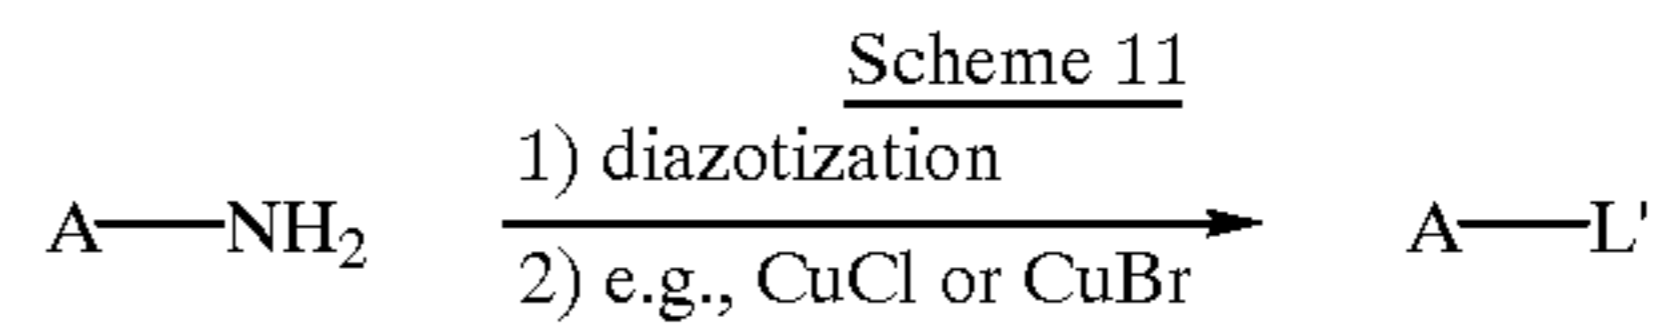 Scheme 11
1) diazotization
A—NH₂ A—L'
2) e.g., CuCl or CuBr